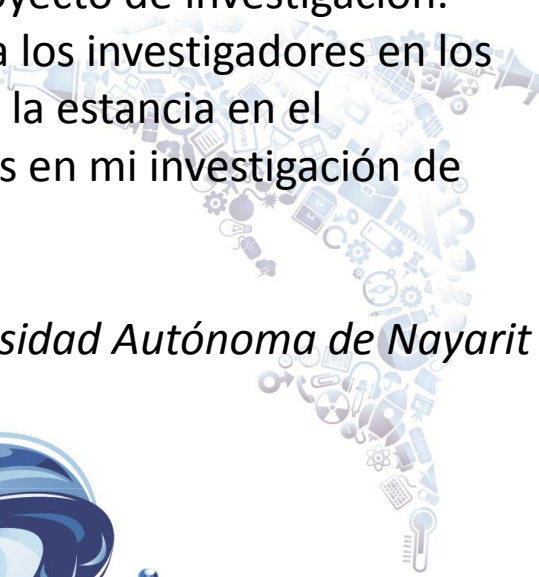 oyecto de investigación.
a los investigadores en los
la estancia en el
s en mi investigación de
sidad Autónoma de Nayarit